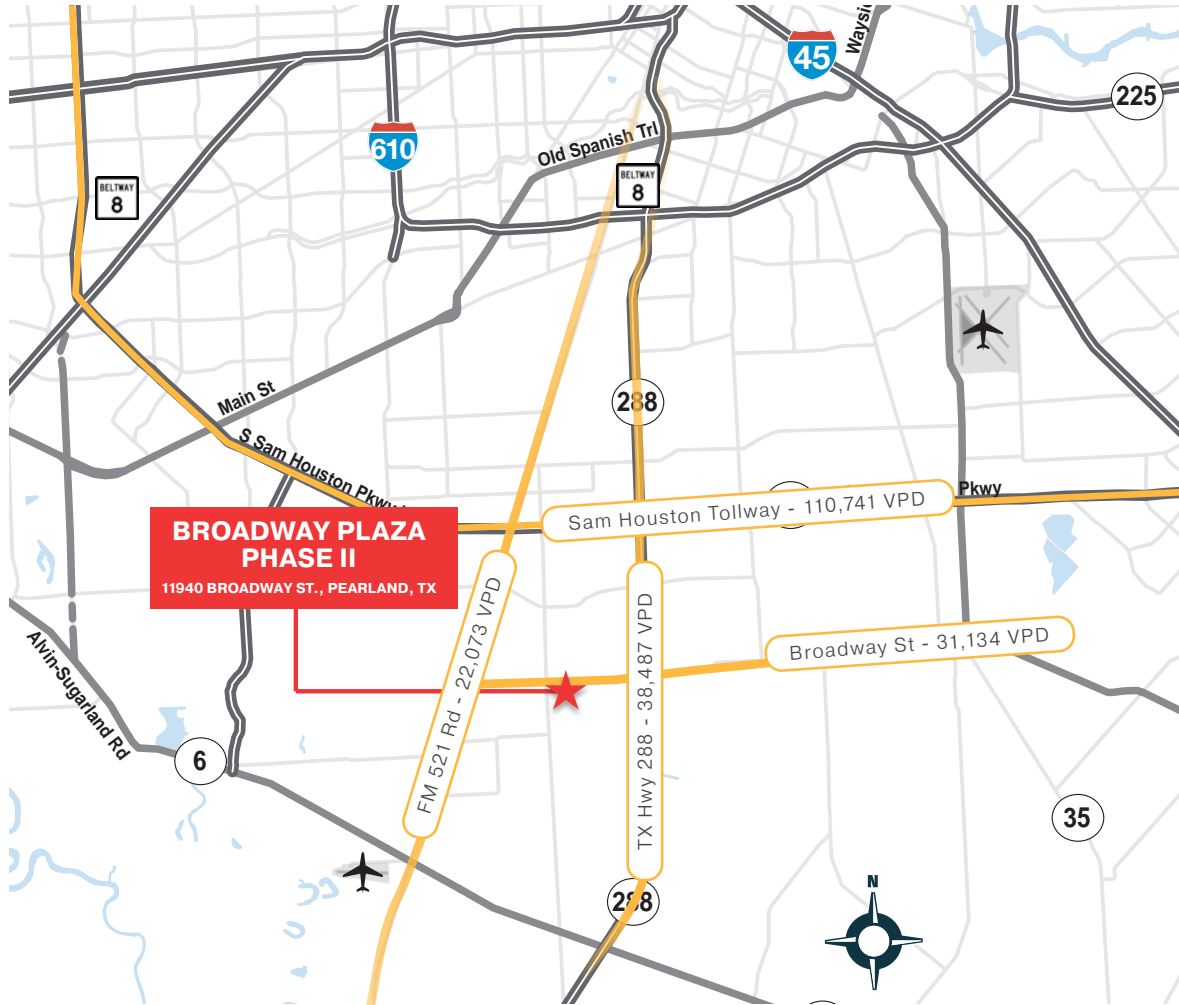 45
Waysi
225
610
Old Spanish Trl
BELTWAY
8
BELTWAY
8
288
Main St
S Sam Houston Pkwy
Sam Houston Tollway - 110,741 VPD
Pkwy
BROADWAY PLAZA
PHASE II
11940 BROADWAY ST., PEARLAND, TX
FM 521 Rd - 22,073 VPD
TX Hwy 288 - 38,487 VPD
Broadway St - 31,134 VPD
Alvin-Sugarland Rd
6
35
288
N